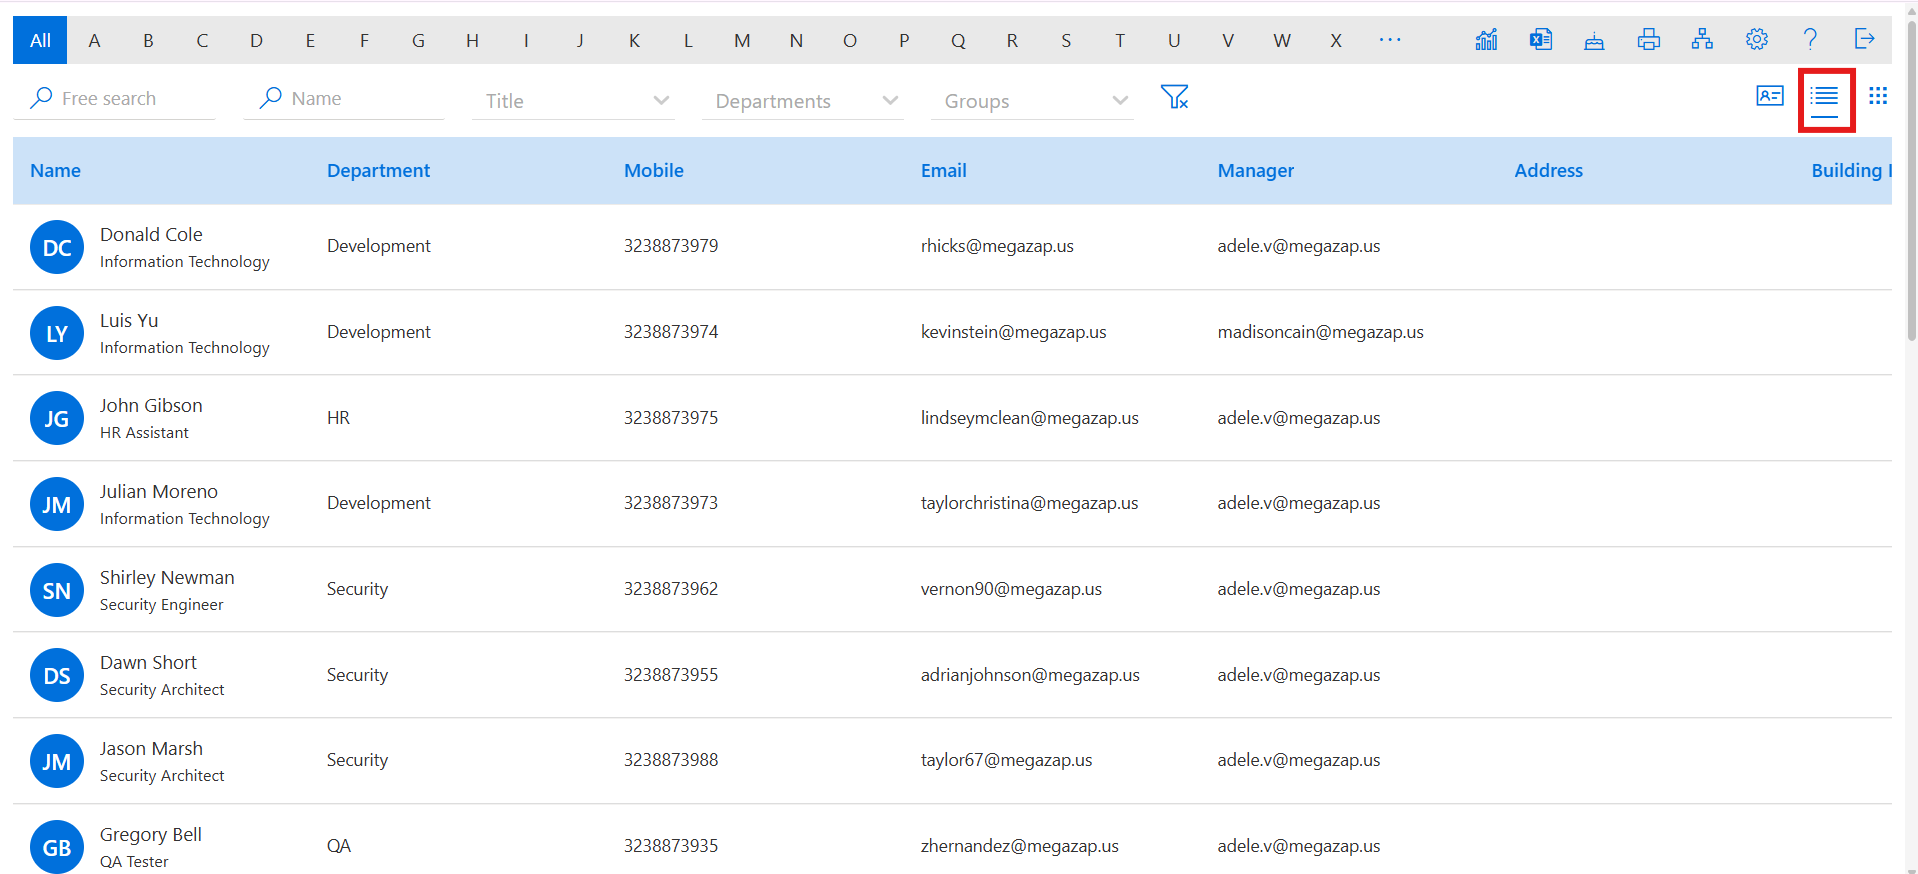 All A B C D E F G H I J K L M N O P Q R S T U V W X ...
Free search Name Title Departments Groups
Name Department Mobile Email Manager Address Building
DC Donald Cole Development 3238873979 rhicks@megazap.us adele.v@megazap.us
Information Technology
LY Luis Yu Development 3238873974 kevinstein@megazap.us madisoncain@megazap.us
Information Technology
JG John Gibson HR 3238873975 lindseymclean@megazap.us adele.v@megazap.us
HR Assistant
JM Julian Moreno Development 3238873973 taylorchristina@megazap.us adele.v@megazap.us
Information Technology
SN Shirley Newman Security 3238873962 vernon90@megazap.us adele.v@megazap.us
Security Engineer
DS Dawn Short Security 3238873955 adrianjohnson@megazap.us adele.v@megazap.us
Security Architect
JM Jason Marsh Security 3238873988 taylor67@megazap.us adele.v@megazap.us
Security Architect
GB Gregory Bell QA 3238873935 zhernandez@megazap.us adele.v@megazap.us
QA Tester